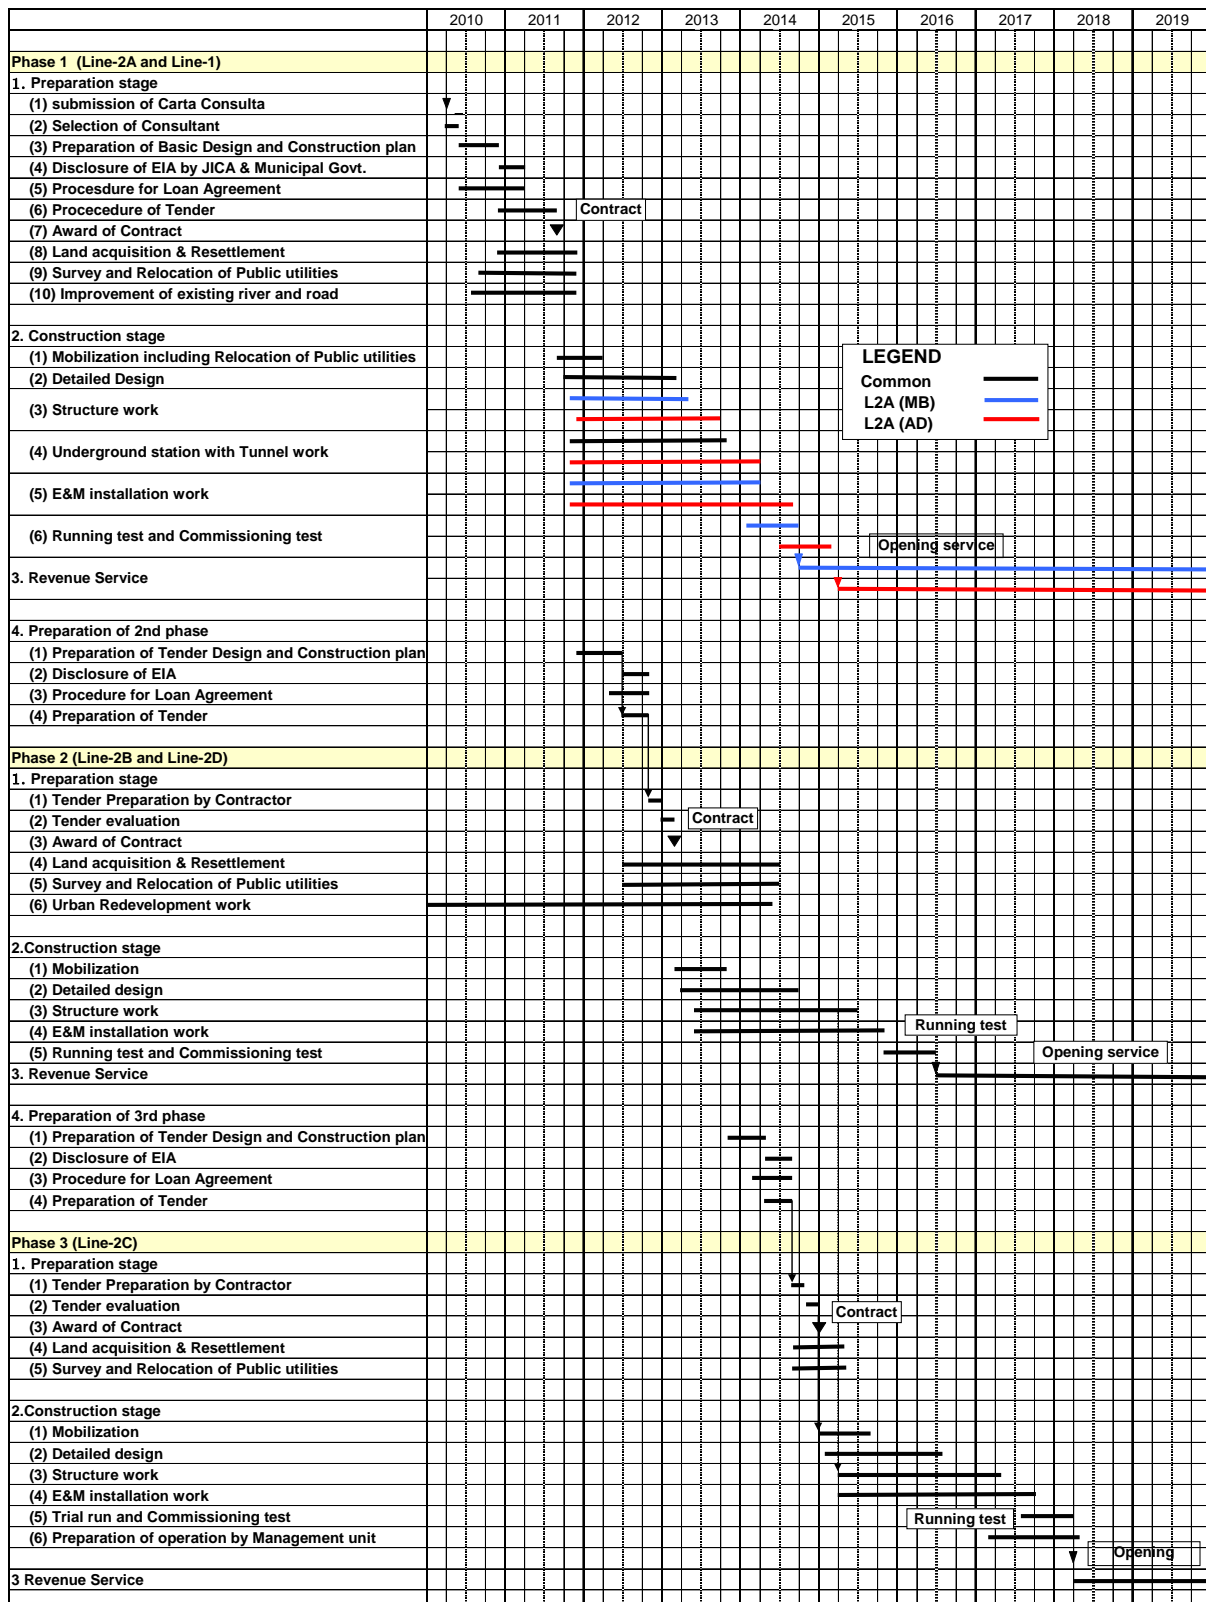 2010 2011 2012 2013 2014 2015 2016 2017 2018 2019
Phase 1 (Line-2A and Line-1)
1. Preparation stage
(1) submission of Carta Consulta
(2) Selection of Consultant
(3) Preparation of Basic Design and Construction plan
(4) Disclosure of EIA by JICA & Municipal Govt.
(5) Procesdure for Loan Agreement
(6) Procecedure of Tender
Contract
(7) Award of Contract
(8) Land acquisition & Resettlement
(9) Survey and Relocation of Public utilities
(10) Improvement of existing river and road
2. Construction stage
(1) Mobilization including Relocation of Public utilities
LEGEND
(2) Detailed Design
Common
(3) Structure work
L2A (MB)
L2A (AD)
(4) Underground station with Tunnel work
(5) E&M installation work
(6) Running test and Commissioning test
Opening service
3. Revenue Service
4. Preparation of 2nd phase
(1) Preparation of Tender Design and Construction plan
(2) Disclosure of EIA
(3) Procedure for Loan Agreement
(4) Preparation of Tender
Phase 2 (Line-2B and Line-2D)
1. Preparation stage
(1) Tender Preparation by Contractor
(2) Tender evaluation
Contract
(3) Award of Contract
(4) Land acquisition & Resettlement
(5) Survey and Relocation of Public utilities
(6) Urban Redevelopment work
2.Construction stage
(1) Mobilization
(2) Detailed design
(3) Structure work
(4) E&M installation work
Running test
(5) Running test and Commissioning test
Opening service
3. Revenue Service
4. Preparation of 3rd phase
(1) Preparation of Tender Design and Construction plan
(2) Disclosure of EIA
(3) Procedure for Loan Agreement
(4) Preparation of Tender
Phase 3 (Line-2C)
1. Preparation stage
(1) Tender Preparation by Contractor
(2) Tender evaluation
Contract
(3) Award of Contract
(4) Land acquisition & Resettlement
(5) Survey and Relocation of Public utilities
2.Construction stage
(1) Mobilization
(2) Detailed design
(3) Structure work
(4) E&M installation work
(5) Trial run and Commissioning test
Running test
(6) Preparation of operation by Management unit
Opening
3 Revenue Service